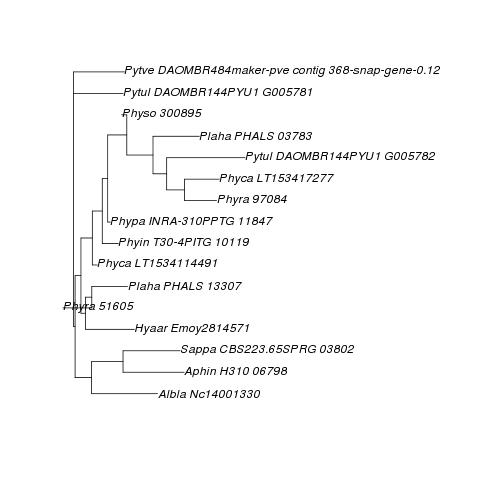 Pytve DAOMBR484maker-pve contig 368-snap-gene-0.12
Pytul DAOMBR144PYU1 G005781
Physo 300895
Plaha PHALS 03783
Pytul DAOMBR144PYU1 G005782
Phyca LT153417277
Phyra 97084
Phypa INRA-310PPTG 11847
Phyin T30-4PITG 10119
Phyca LT1534114491
Plaha PHALS 13307
Phyra 51605
Hyaar Emoy2814571
Sappa CBS223.65SPRG 03802
Aphin H310 06798
Albla Nc14001330